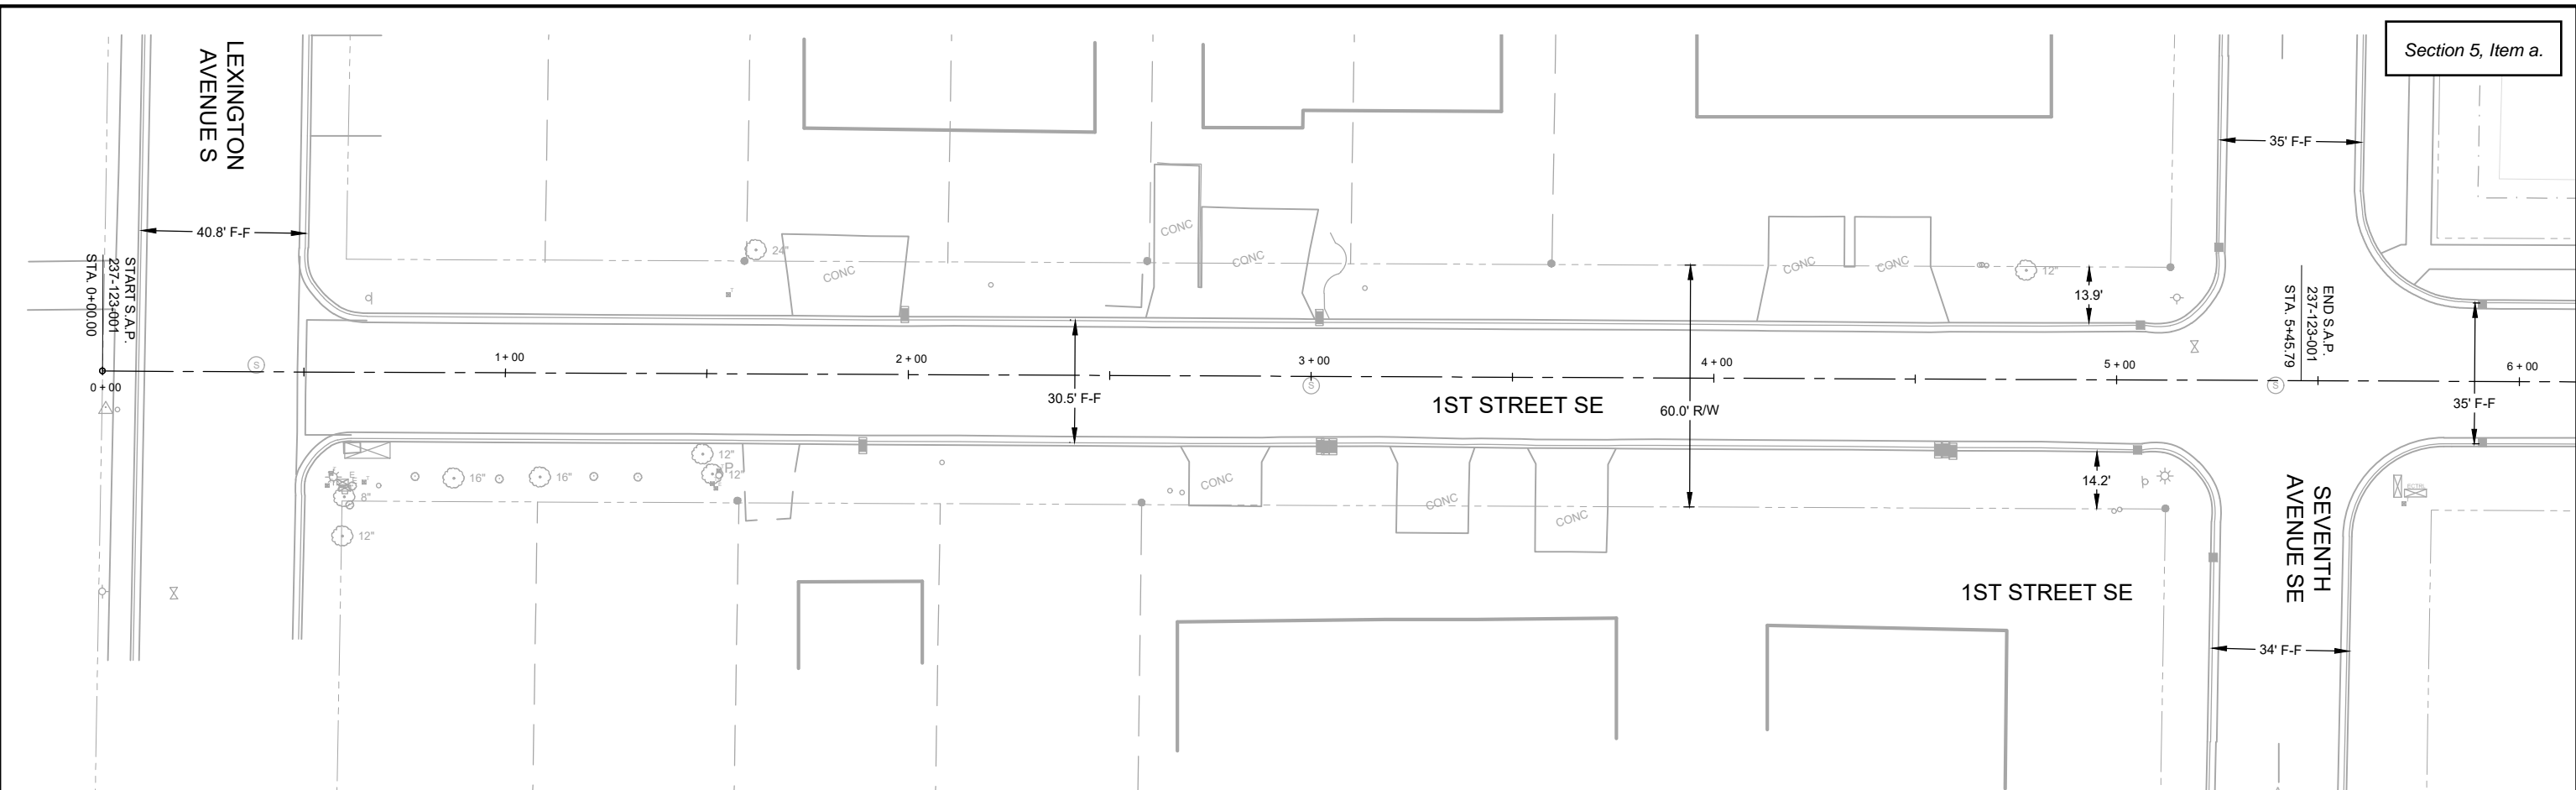 Section 5, Item a.
LEXINGTON
AVENUE S
40.8' F-F
START S.A.P.
237-123-001
STA. 0+00.00
24"
CONC
CONC
CONC
CONC
CONC
12"
13.9'
35' F-F
END S.A.P.
237-123-001
STA. 5+45.79
S
0 + 00
1 + 00
2 + 00
3 + 00
4 + 00
5 + 00
6 + 00
S
S
30.5' F-F
1ST STREET SE
60.0' R/W
35' F-F
16"
16"
12"
12"
P
8"
12"
E
CONC
CONC
CONC
14.2'
SEVENTH
AVENUE SE
1ST STREET SE
34' F-F